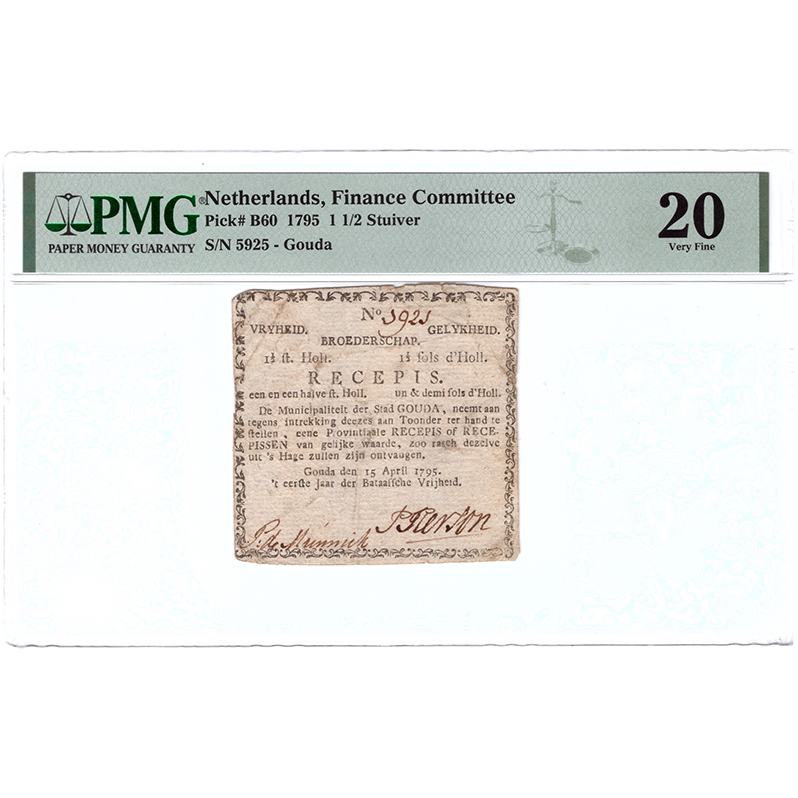 PMG® Netherlands, Finance Committee 20
PAPER MONEY GUARANTY Pick# B60 1795 1 1/2 Stuiver Very Fine
S/N 5925 - Gouda
No 5925
VRYHEID. GELYKHEID.
BROEDERSCHAP.
1½ ſt. Holl. 1½ ſols d'Holl.
RECEPIS.
een en een halve ſt. Holl. un & demi ſols d'Holl.
De Municipaliteit der Stad GOUDA, neemt aan
tegens intrekking deezes aan Toonder ter hand te
ſtellen, eene Provintiaale RECEPIS of RECE-
PISSEN van gelijke waarde, zoo rasch dezelve
uit 's Hage zullen zijn ontvangen.
Gouda den 15 April 1795.
't eerſte jaar der Bataafſche Vrijheid.
P. de Muinnick P Pierson